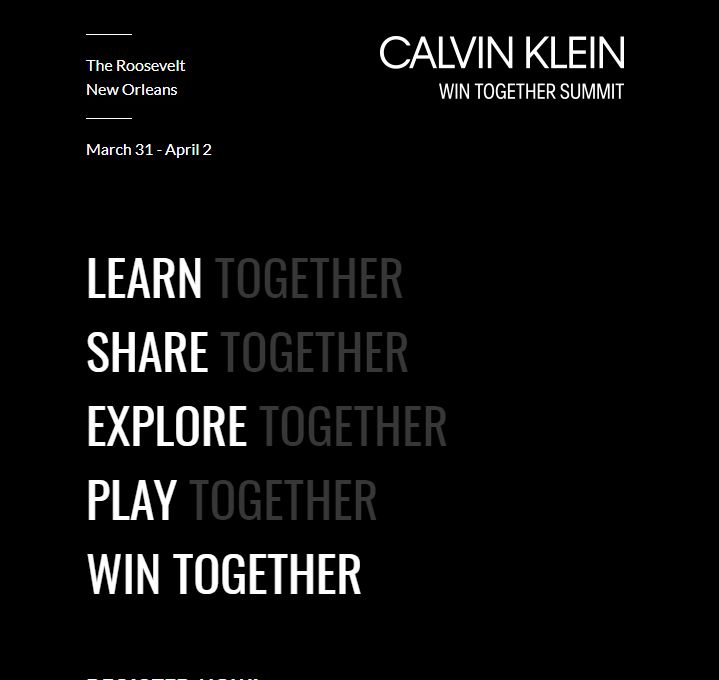 The Roosevelt
New Orleans
March 31 - April 2
CALVIN KLEIN
WIN TOGETHER SUMMIT
LEARN TOGETHER
SHARE TOGETHER
EXPLORE TOGETHER
PLAY TOGETHER
WIN TOGETHER